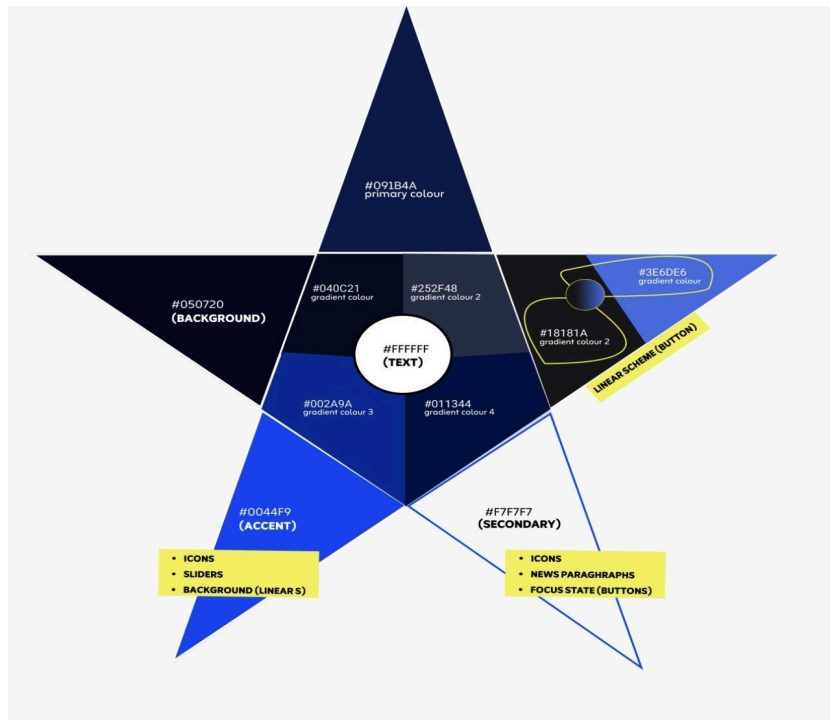 #091B4A
primary colour
#050720
(BACKGROUND)
#040C21
gradient colour
#252F48
gradient colour 2
#3E6DE6
gradient colour
#18181A
gradient colour 2
LINEAR SCHEME (BUTTON)
#FFFFFF
(TEXT)
#002A9A
gradient colour 3
#011344
gradient colour 4
#0044F9
(ACCENT)
• ICONS
• SLIDERS
• BACKGROUND (LINEAR S)
#F7F7F7
(SECONDARY)
• ICONS
• NEWS PARAGHRAPHS
• FOCUS STATE (BUTTONS)